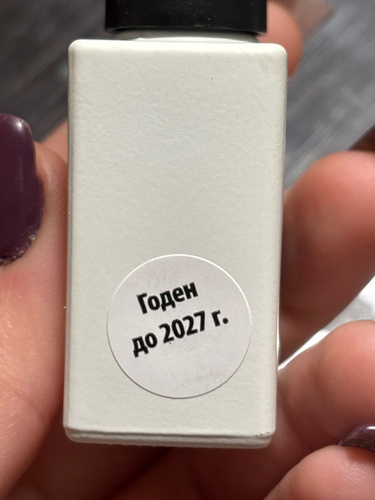 Годен
до 2027 г.